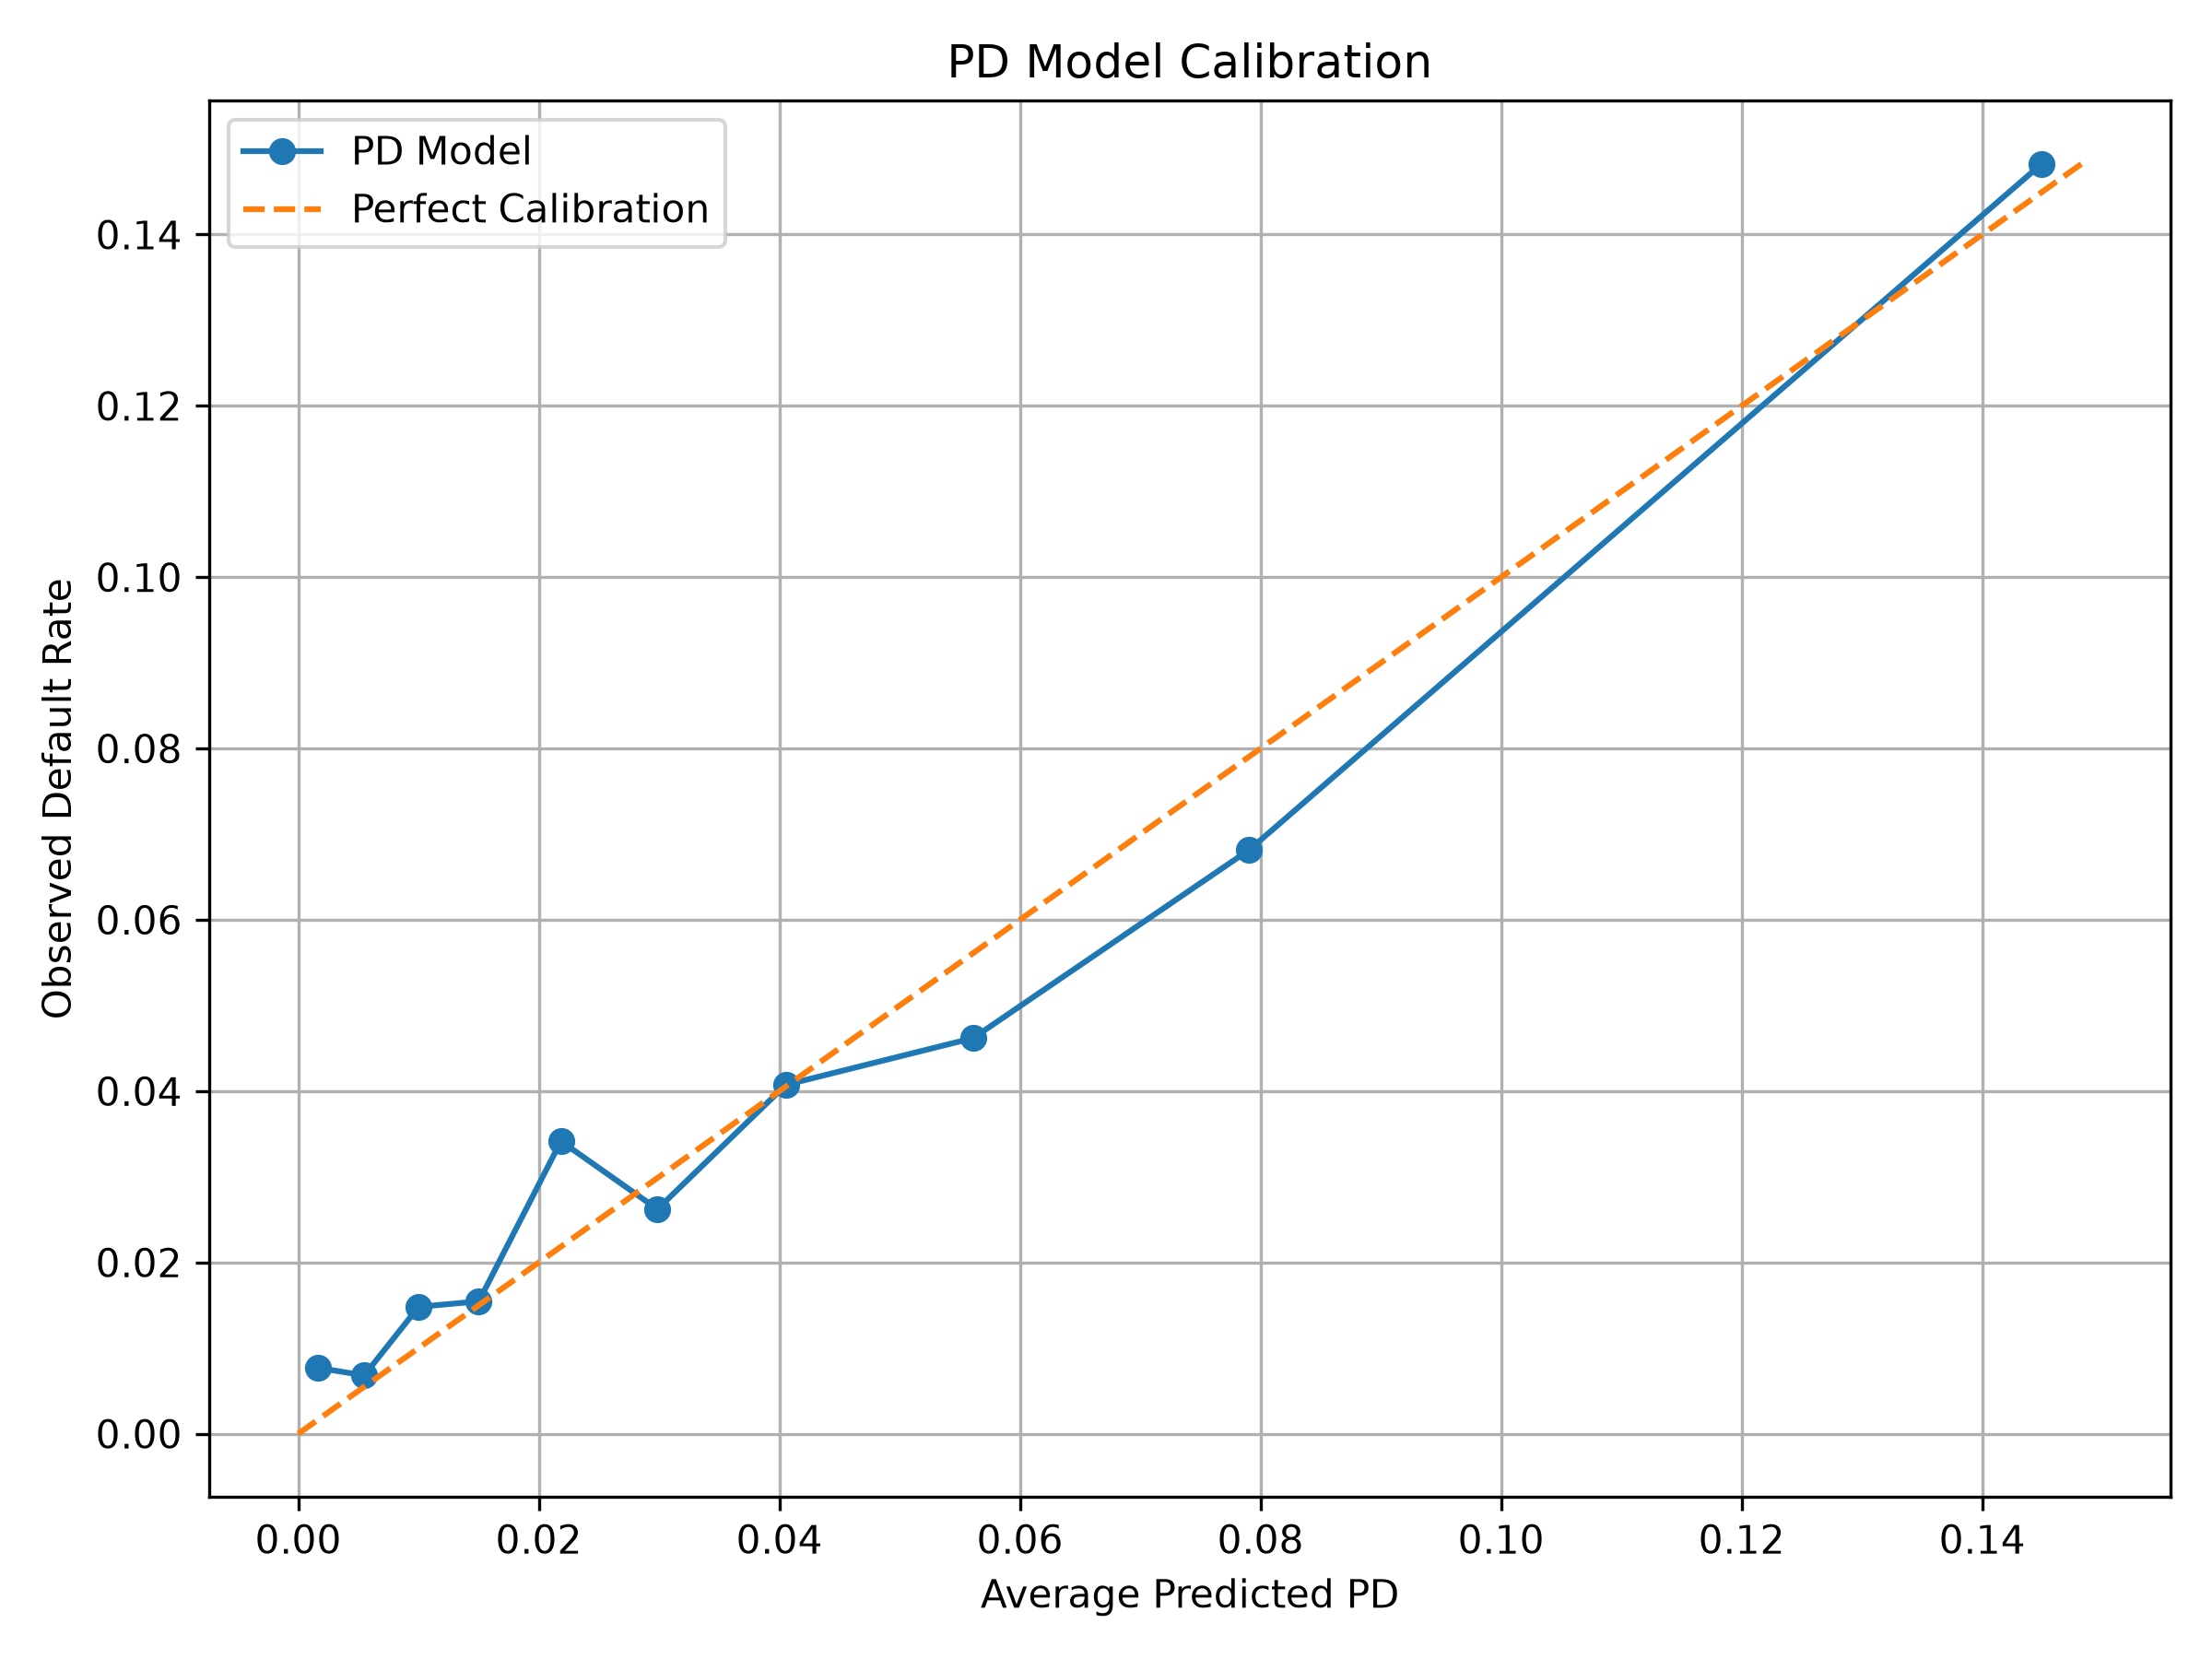 PD Model Calibration
PD Model
Perfect Calibration
0.14
0.12
0.10
0.08
0.06
0.04
0.02
0.00
Observed Default Rate
0.00 0.02 0.04 0.06 0.08 0.10 0.12 0.14
Average Predicted PD